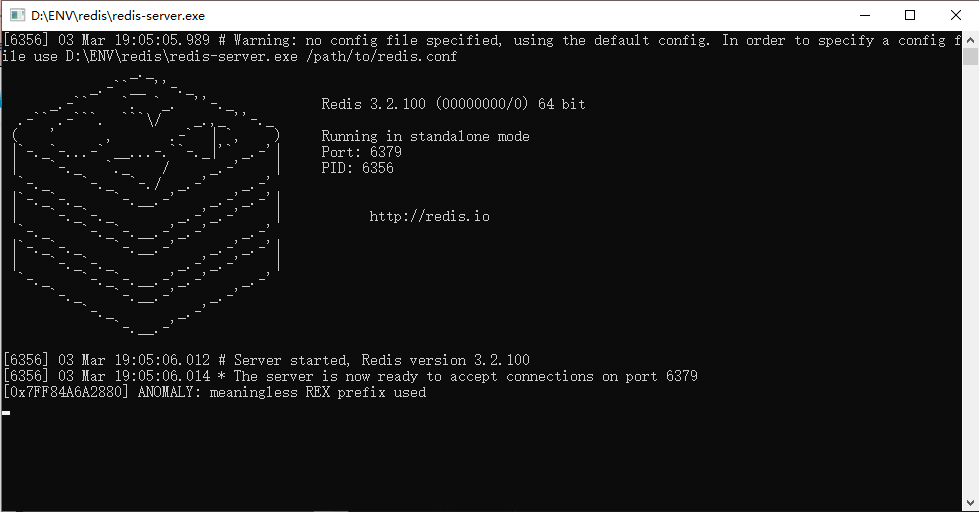 D:\ENV\redis\redis-server.exe
[6356] 03 Mar 19:05:05.989 # Warning: no config file specified, using the default config. In order to specify a config f
ile use D:\ENV\redis\redis-server.exe /path/to/redis.conf
Redis 3.2.100 (00000000/0) 64 bit
Running in standalone mode
Port: 6379
PID: 6356
http://redis.io
[6356] 03 Mar 19:05:06.012 # Server started, Redis version 3.2.100
[6356] 03 Mar 19:05:06.014 * The server is now ready to accept connections on port 6379
[0x7FF84A6A2880] ANOMALY: meaningless REX prefix used